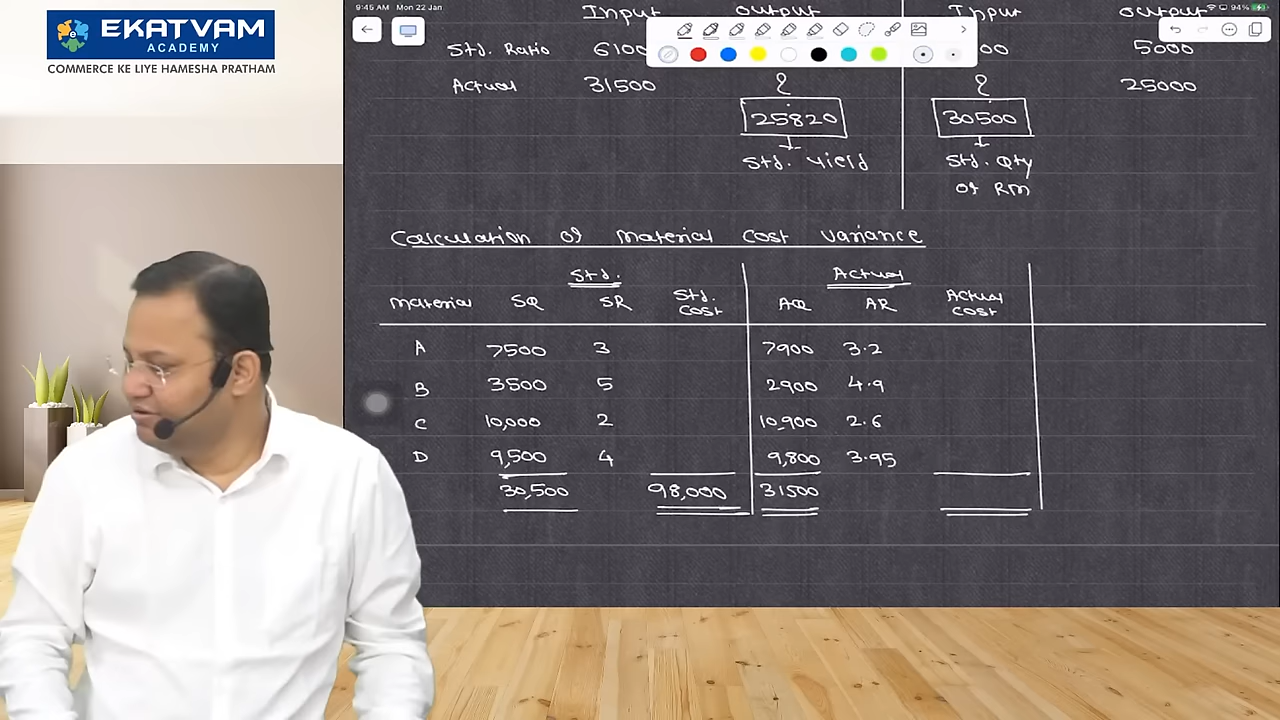 EKATVAM
ACADEMY
COMMERCE KE LIYE HAMESHA PRATHAM
9:45 AM Mon 22 Jan
94%
Input output Input output
Std. Ratio 6100 00 5000
Actual 31500 ? ? 25000
25820 30500
Std. Yield Std. Qty
of RM
Calculation of Material Cost Variance
Std. Actual
Material SQ SR Std. Cost AQ AR Actual Cost
A 7500 3 7900 3.2
B 3500 5 2900 4.9
C 10,000 2 10,900 2.6
D 9,500 4 9,800 3.95
30,500 98,000 31500